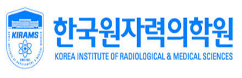 KIRAMS
한국원자력의학원
KOREA INSTITUTE OF RADIOLOGICAL & MEDICAL SCIENCES